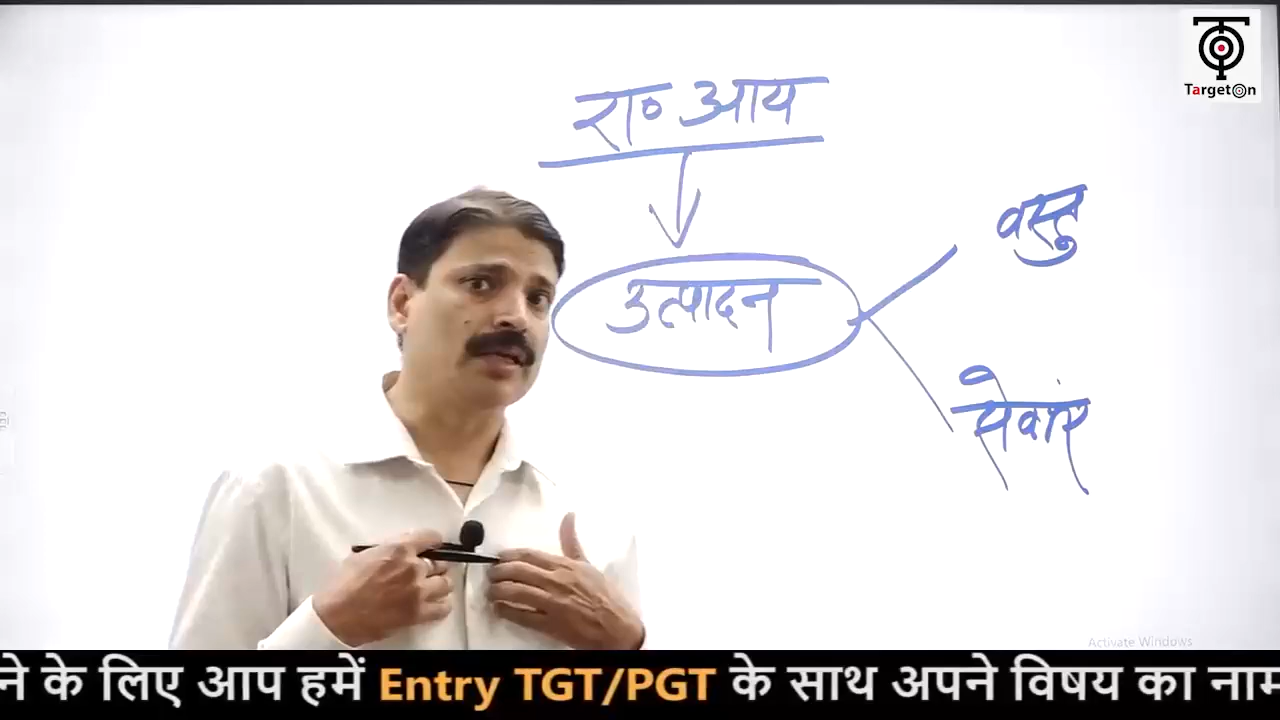 TargetOn
रा० आय
उत्पादन
वस्तु
सेवाएं
Activate Windows
ने के लिए आप हमें Entry TGT/PGT के साथ अपने विषय का नाम